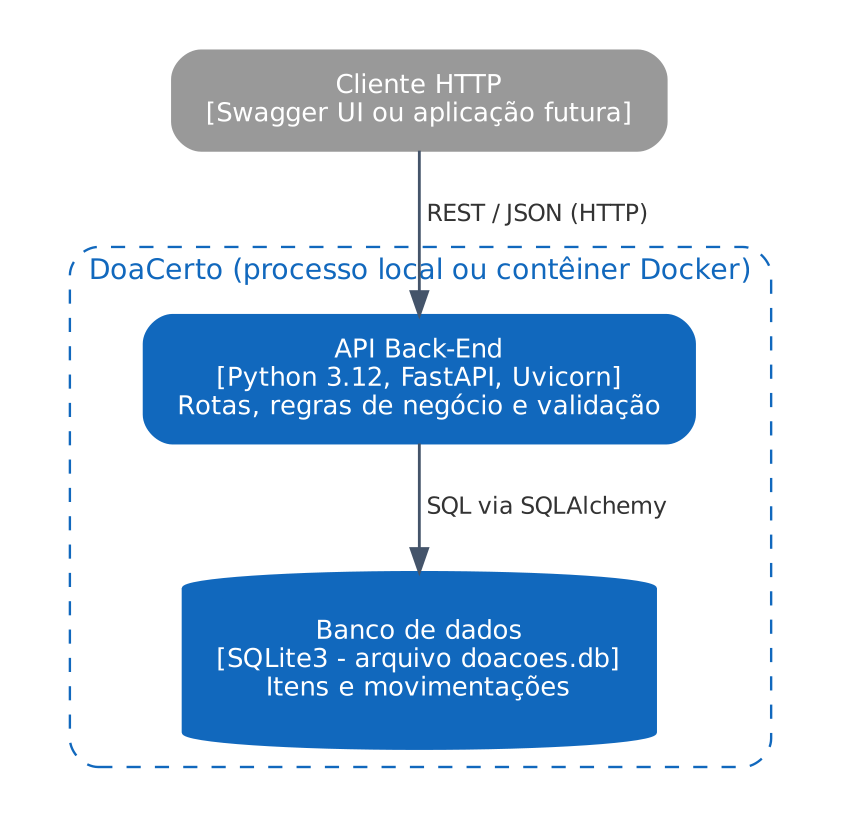 Cliente HTTP
[Swagger UI ou aplicação futura]
REST / JSON (HTTP)
DoaCerto (processo local ou contêiner Docker)
API Back-End
[Python 3.12, FastAPI, Uvicorn]
Rotas, regras de negócio e validação
SQL via SQLAlchemy
Banco de dados
[SQLite3 - arquivo doacoes.db]
Itens e movimentações